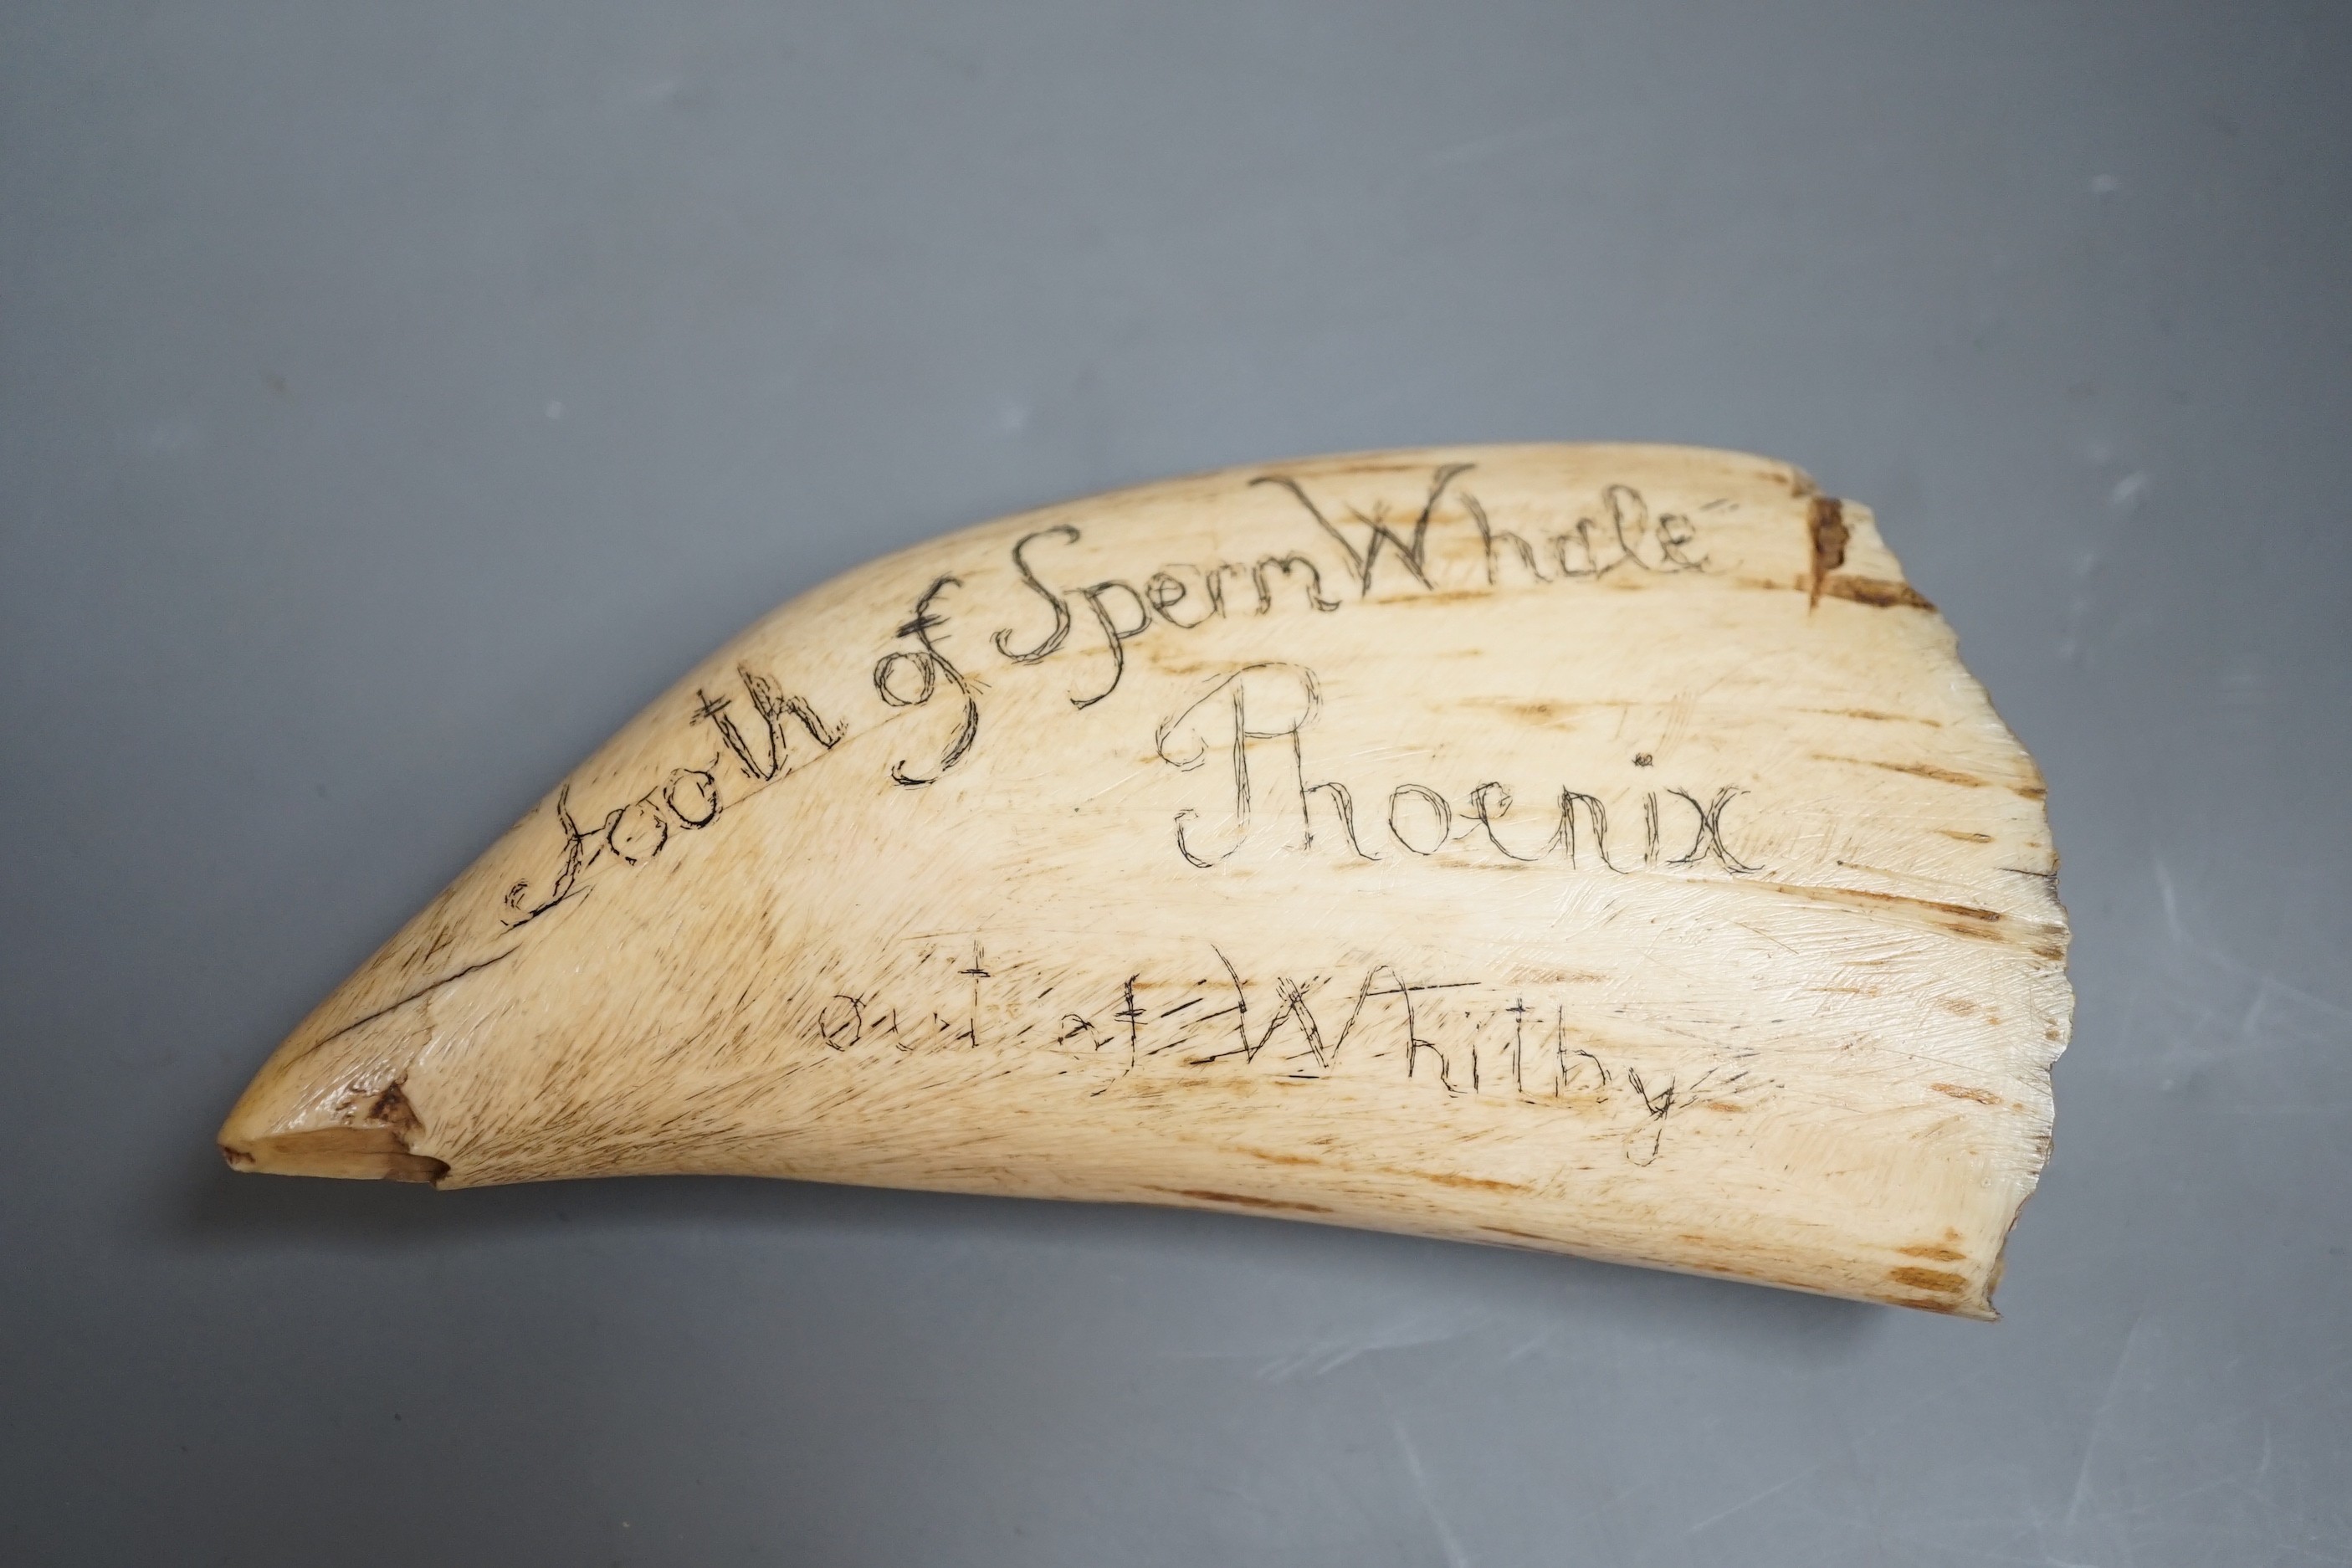 Tooth of Sperm Whale
Phoenix
out of Whitby